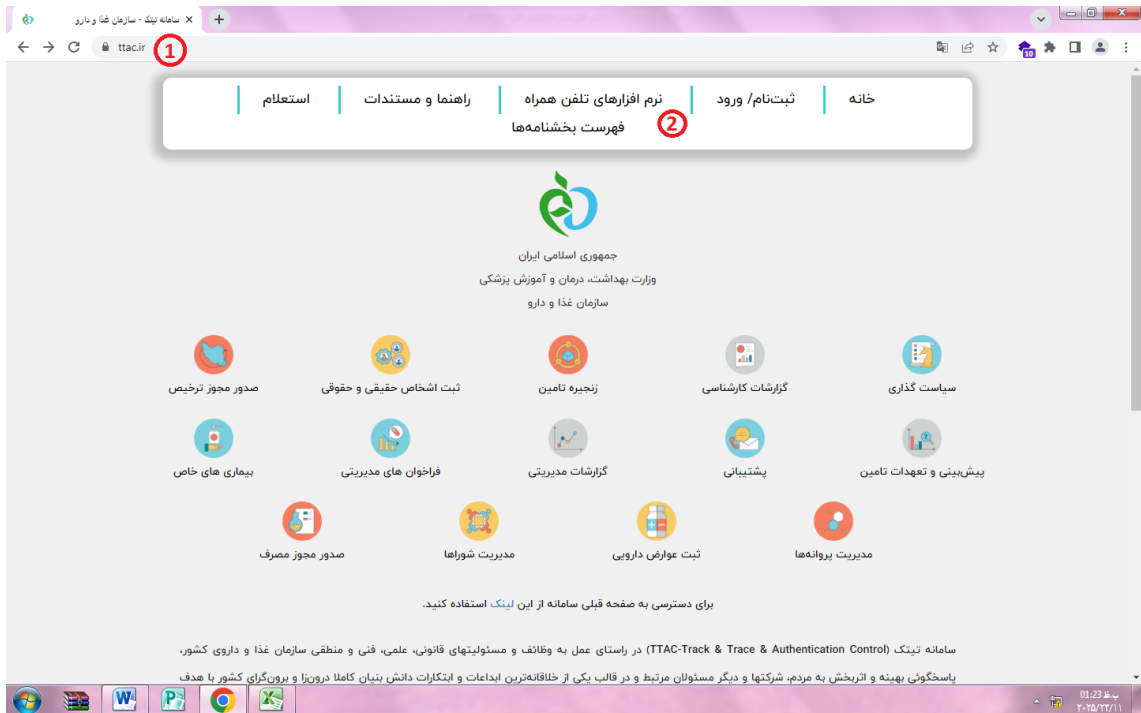 سامانه تیتک - سازمان غذا و دارو
ttac.ir
1
10
خانه
ثبت‌نام/ ورود
نرم افزارهای تلفن همراه
راهنما و مستندات
استعلام
فهرست بخشنامه‌ها
2
جمهوری اسلامی ایران
وزارت بهداشت، درمان و آموزش پزشکی
سازمان غذا و دارو
سیاست گذاری
گزارشات کارشناسی
زنجیره تامین
ثبت اشخاص حقیقی و حقوقی
صدور مجوز ترخیص
پیش‌بینی و تعهدات تامین
پشتیبانی
گزارشات مدیریتی
فراخوان های مدیریتی
بیماری های خاص
مدیریت پروانه‌ها
ثبت عوارض دارویی
مدیریت شوراها
صدور مجوز مصرف
برای دسترسی به صفحه قبلی سامانه از این لینک استفاده کنید.
سامانه تیتک (TTAC-Track & Trace & Authentication Control) در راستای عمل به وظائف و مسئولیتهای قانونی، علمی، فنی و منطقی سازمان غذا و داروی کشور،
پاسخگوئی بهینه و اثربخش به مردم، شرکتها و دیگر مسئولان مرتبط و در قالب یکی از خلاقانه‌ترین ابداعات و ابتکارات دانش بنیان کاملا درون‌زا و برون‌گرای کشور با هدف
01:23 ب.ظ